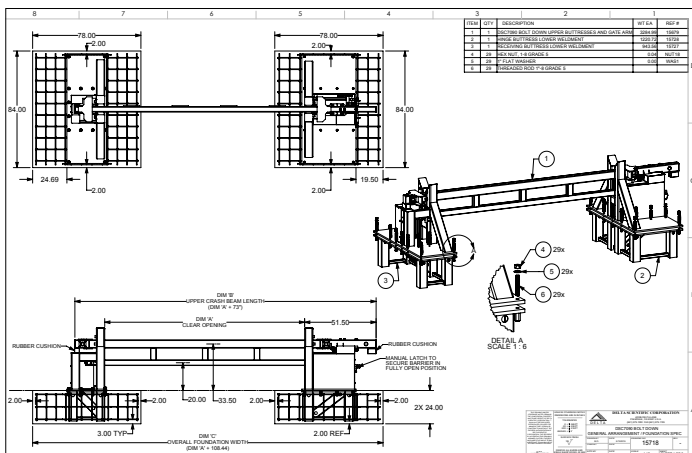 8 7 6 5 4 3 2 1
ITEM QTY DESCRIPTION WT EA REF #
1 1 DSC7090 BOLT DOWN UPPER BUTTRESSES AND GATE ARM
2 1 HINGE BUTTRESS LOWER WELDMENT 15728
3 1 RECEIVING BUTTRESS LOWER WELDMENT 15727
4 29 HEX NUT, 1-8 GRADE 5 0.04 NUT18
5 29 1" FLAT WASHER 0.00 WAS1
6 29 THREADED ROD 1"-8 GRADE 5
78.00 78.00
2.00 2.00
84.00 84.00
24.69 2.00 2.00 19.50
1
4 29x
5 29x
6 29x
3 2
DETAIL A
SCALE 1 : 6
DIM 'B'
UPPER CRASH BEAM LENGTH
(DIM 'A' + 73")
DIM 'A'
CLEAR OPENING
51.50
RUBBER CUSHION RUBBER CUSHION
MANUAL LATCH TO
SECURE BARRIER IN
FULLY OPEN POSITION
20.00 33.50
2.00 2.00 2.00 2.00
2X 24.00
3.00 TYP 2.00 REF
DIM 'C'
OVERALL FOUNDATION WIDTH
(DIM 'A' + 108.44)
DELTA SCIENTIFIC CORPORATION
DELTA
DSC7090 BOLT DOWN
GENERAL ARRANGEMENT / FOUNDATION SPEC
15718